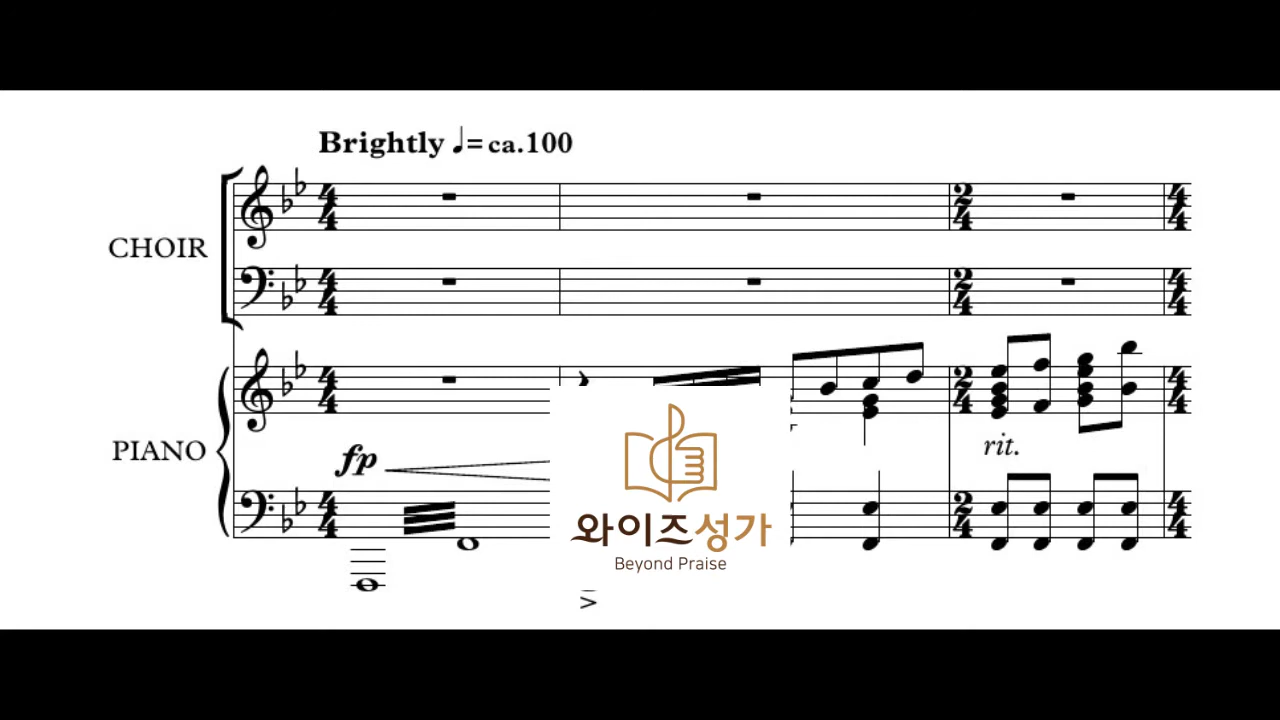 Brightly ♩= ca.100
CHOIR
PIANO
fp
rit.
와이즈성가
Beyond Praise